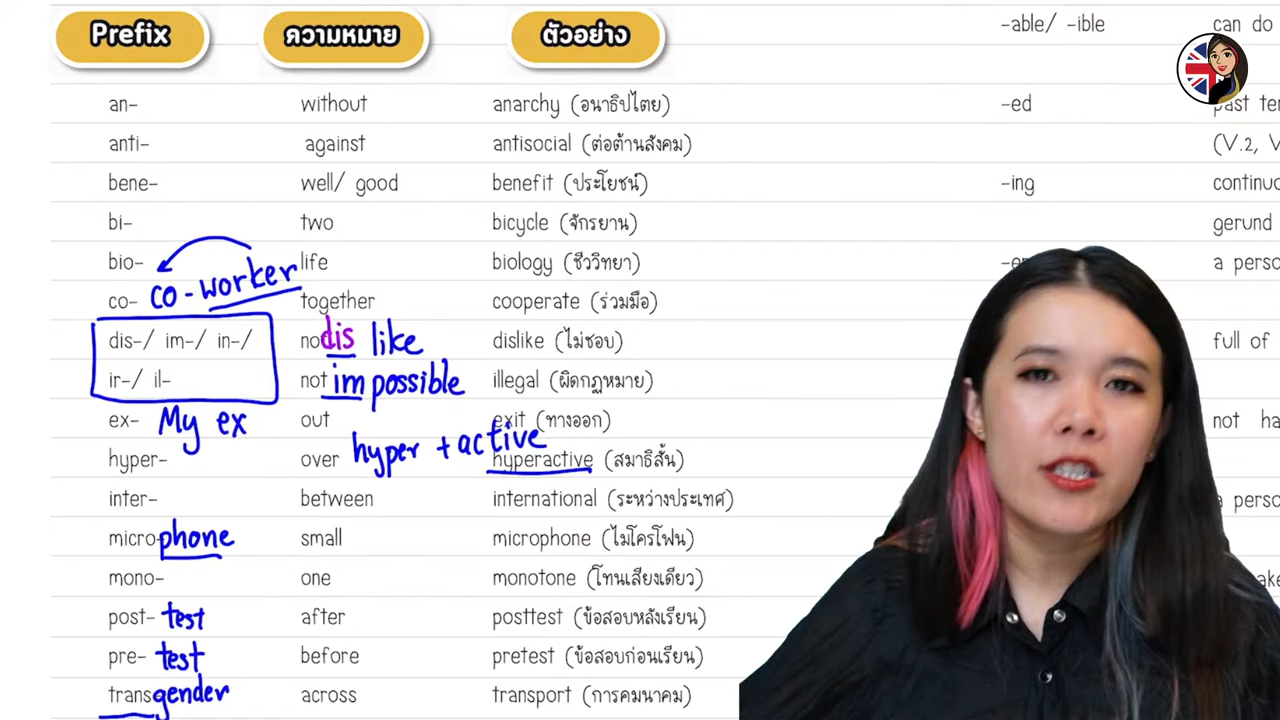 Prefix ความหมาย ตัวอย่าง
-able/ -ible can do
an- without anarchy (อนาธิปไตย) -ed past
anti- against antisocial (ต่อต้านสังคม) (V.2,
bene- well/ good benefit (ประโยชน์) -ing
bi- two bicycle (จักรยาน) gerund
bio- life biology (ชีววิทยา) a
co- co-worker together cooperate (ร่วมมือ)
dis-/ im-/ in-/ dis like dislike (ไม่ชอบ) full of
ir-/ il- not impossible illegal (ผิดกฎหมาย)
ex- My ex out exit (ทางออก) not
hyper- over hyper + active hyperactive (สมาธิสั้น)
inter- between international (ระหว่างประเทศ)
micro- phone small microphone (ไมโครโฟน)
mono- one monotone (โทนเสียงเดียว)
post- test after posttest (ข้อสอบหลังเรียน)
pre- test before pretest (ข้อสอบก่อนเรียน)
transgender across transport (การคมนาคม)